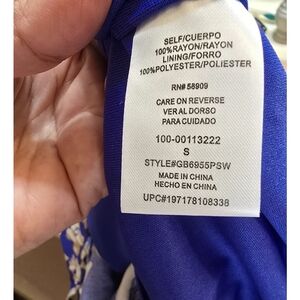 SELF/CUERPO
100%RAYON/RAYON
LINING/FORRO
100%POLYESTER/POLIESTER
RN# 58909
CARE ON REVERSE
VER AL DORSO
PARA CUIDADO
100-00113222
S
STYLE#GB6955PSW
MADE IN CHINA
HECHO EN CHINA
UPC#197178108338